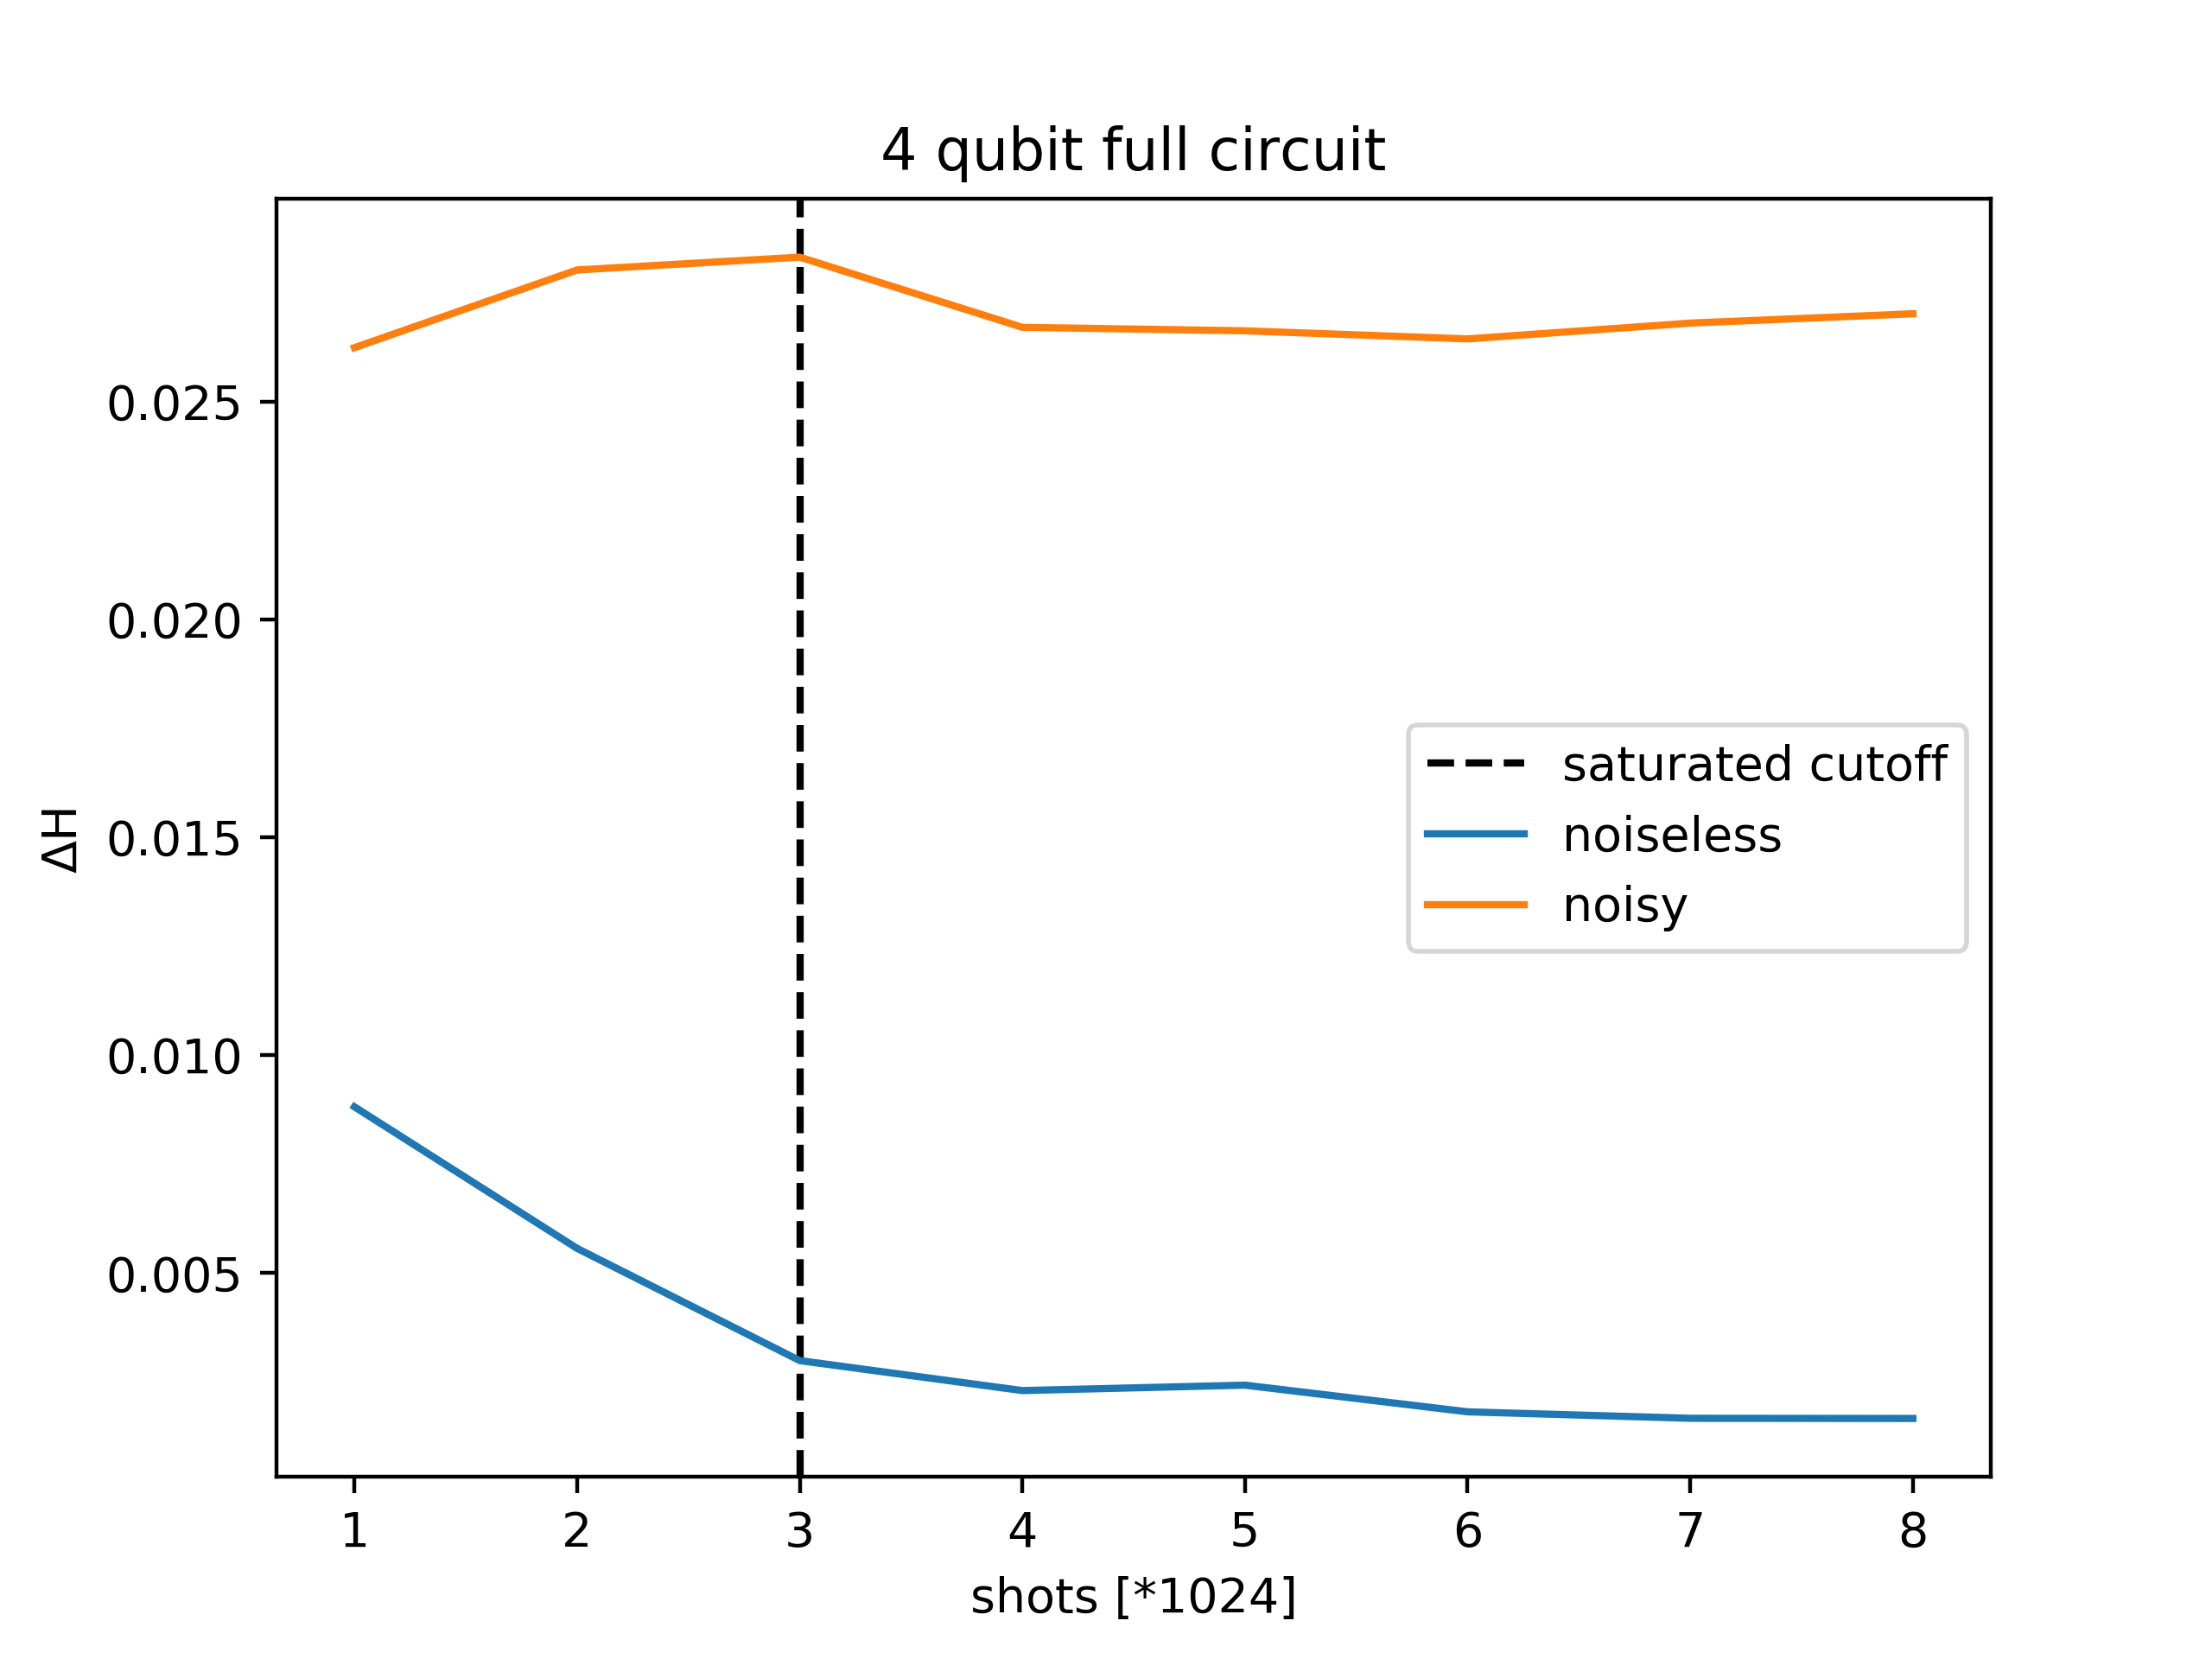 4 qubit full circuit
0.025
0.020
0.015
0.010
0.005
ΔH
saturated cutoff
noiseless
noisy
1 2 3 4 5 6 7 8
shots [*1024]